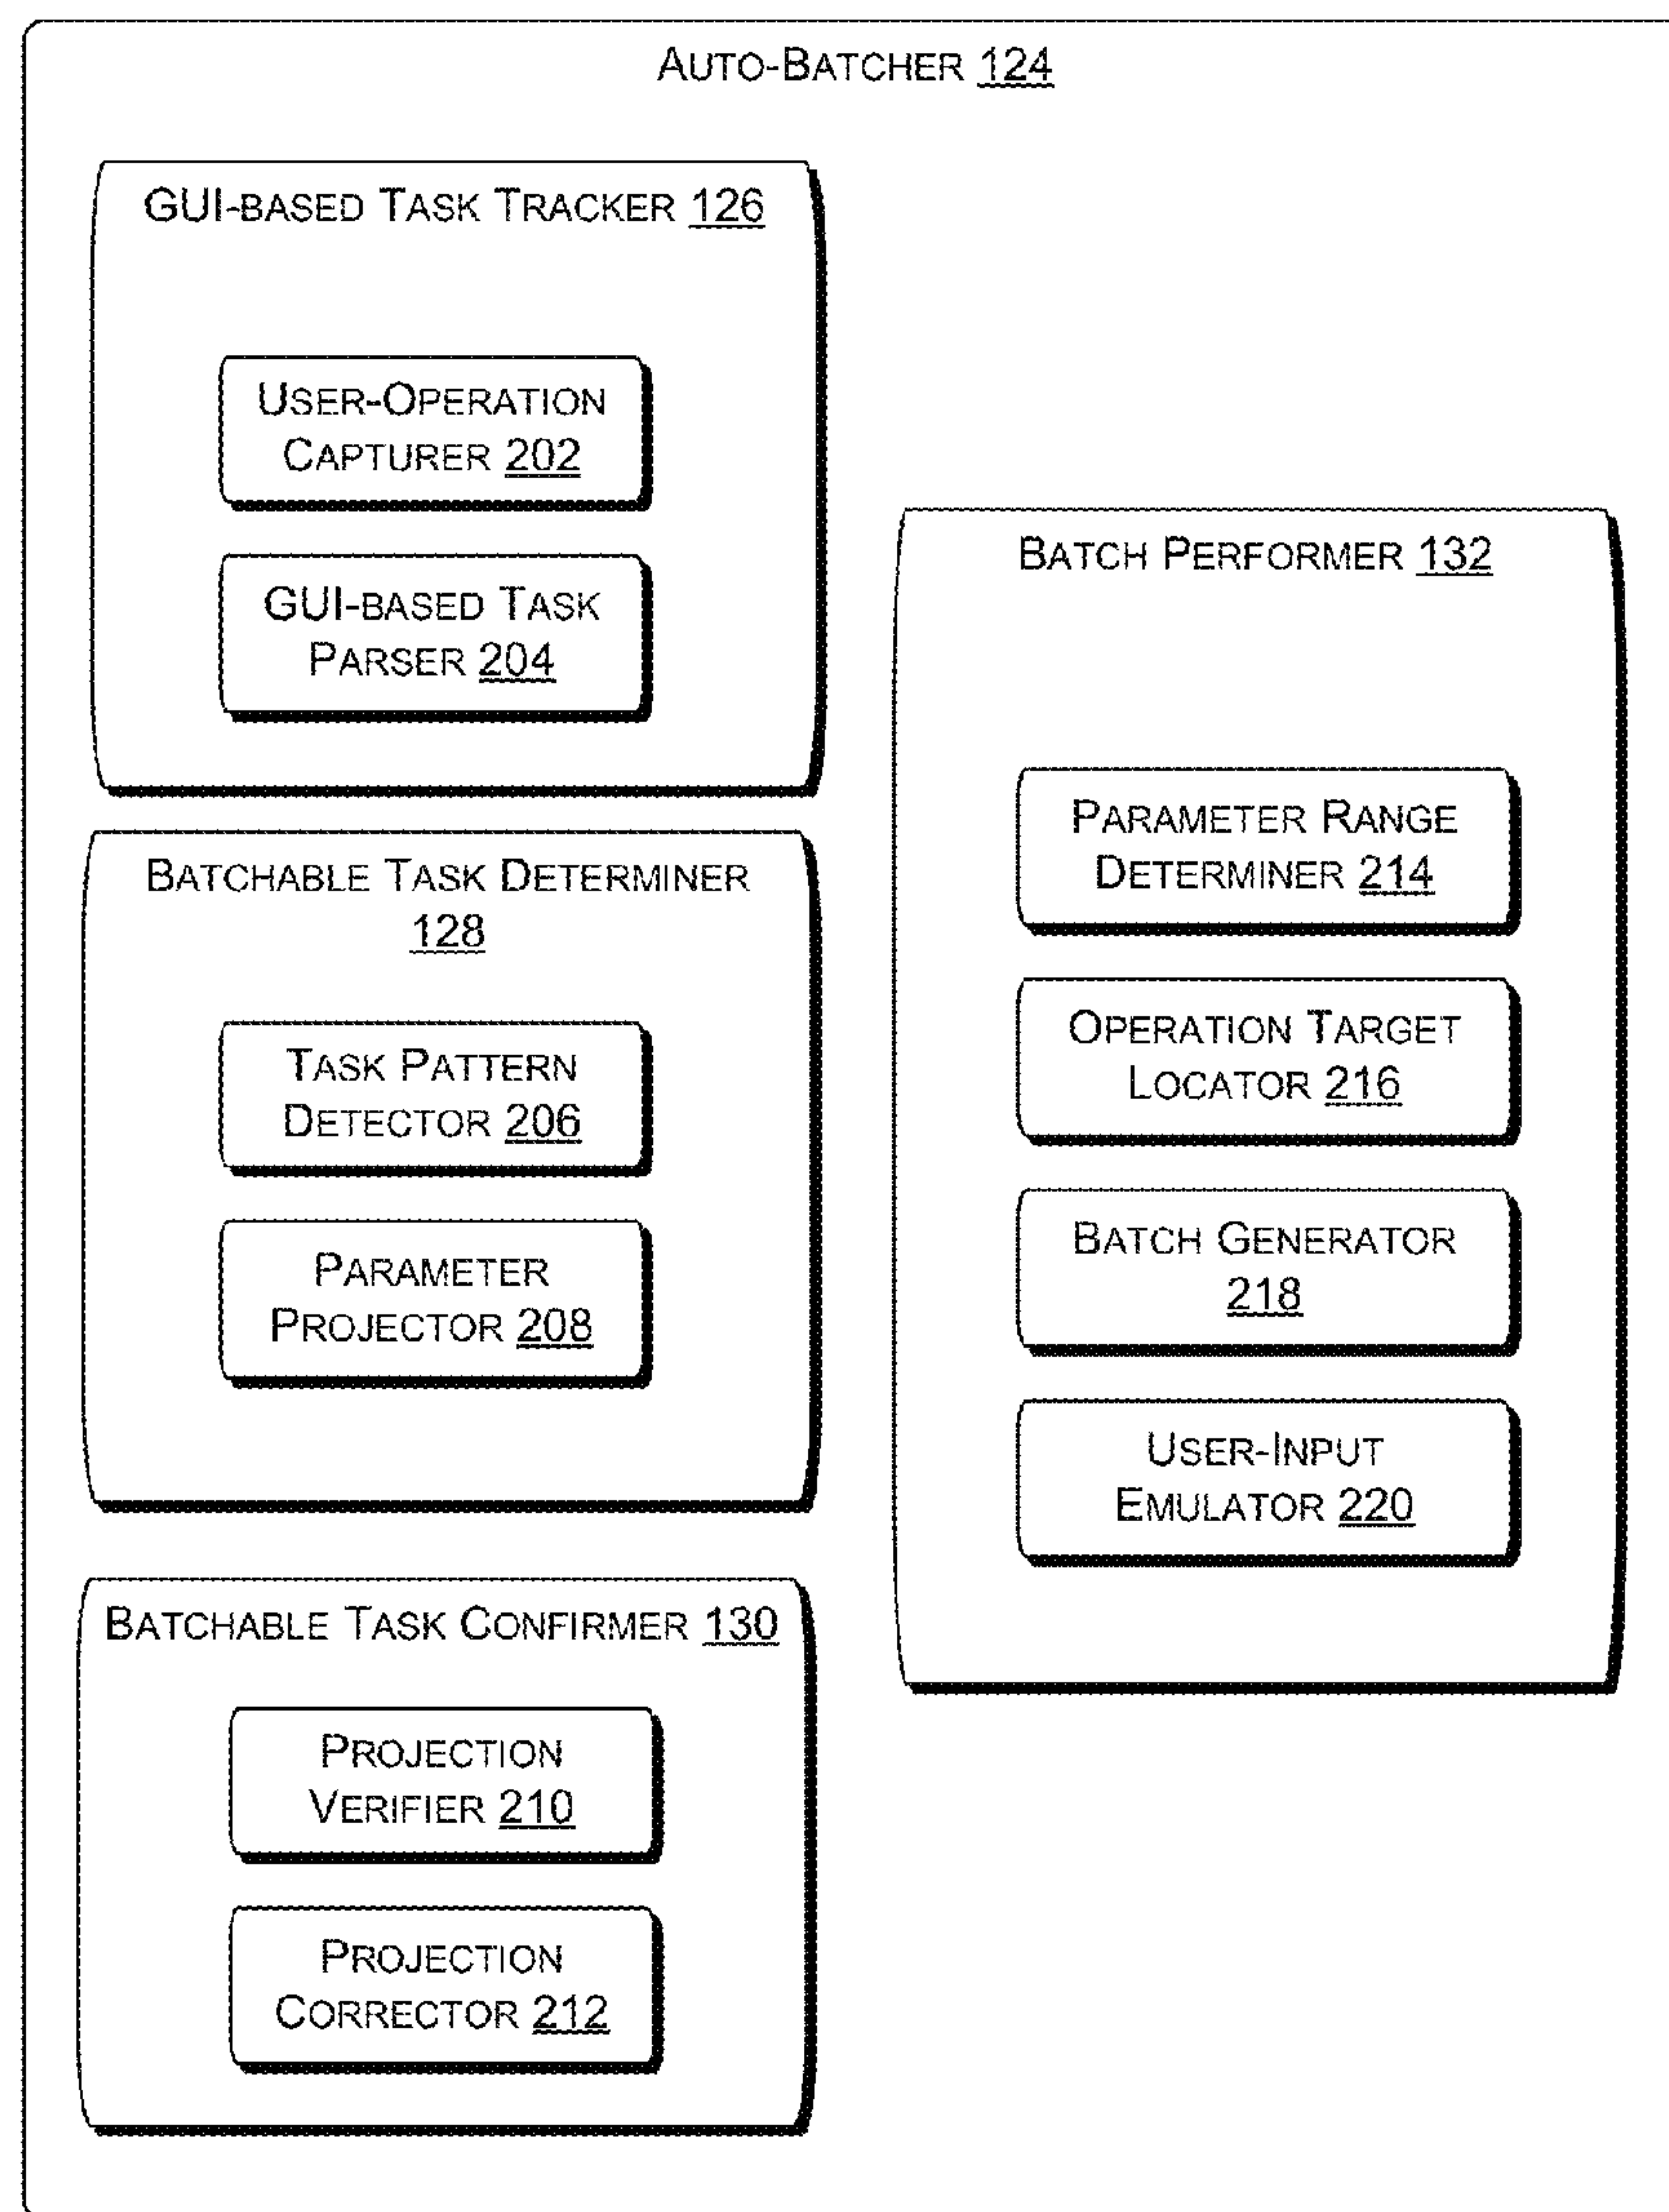 AUTO-BATCHER 124
GUI-BASED TASK TRACKER 126
USER-OPERATION
CAPTURER 202
GUI-BASED TASK
PARSER 204
BATCHABLE TASK DETERMINER
128
TASK PATTERN
DETECTOR 206
PARAMETER
PROJECTOR 208
BATCHABLE TASK CONFIRMER 130
PROJECTION
VERIFIER 210
PROJECTION
CORRECTOR 212
BATCH PERFORMER 132
PARAMETER RANGE
DETERMINER 214
OPERATION TARGET
LOCATOR 216
BATCH GENERATOR
218
USER-INPUT
EMULATOR 220